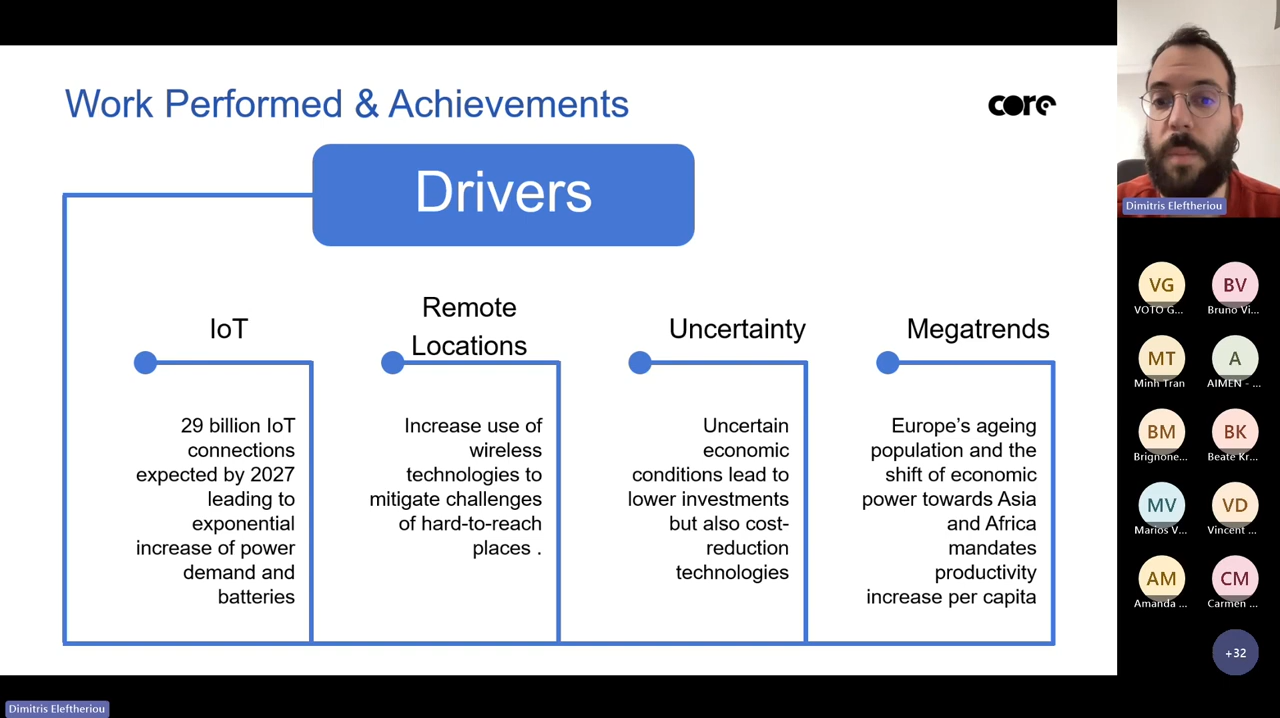 Work Performed & Achievements
core
Drivers
IoT
29 billion IoT
connections
expected by 2027
leading to
exponential
increase of power
demand and
batteries
Remote
Locations
Increase use of
wireless
technologies to
mitigate challenges
of hard-to-reach
places .
Uncertainty
Uncertain
economic
conditions lead to
lower investments
but also cost-
reduction
technologies
Megatrends
Europe’s ageing
population and the
shift of economic
power towards Asia
and Africa
mandates
productivity
increase per capita
Dimitris Eleftheriou
VG
VOTO G...
BV
Bruno Vi...
MT
Minh Tran
A
AIMEN - ...
BM
Brignone...
BK
Beate Kr...
MV
Marios V...
VD
Vincent ...
AM
Amanda ...
CM
Carmen ...
+32
Dimitris Eleftheriou